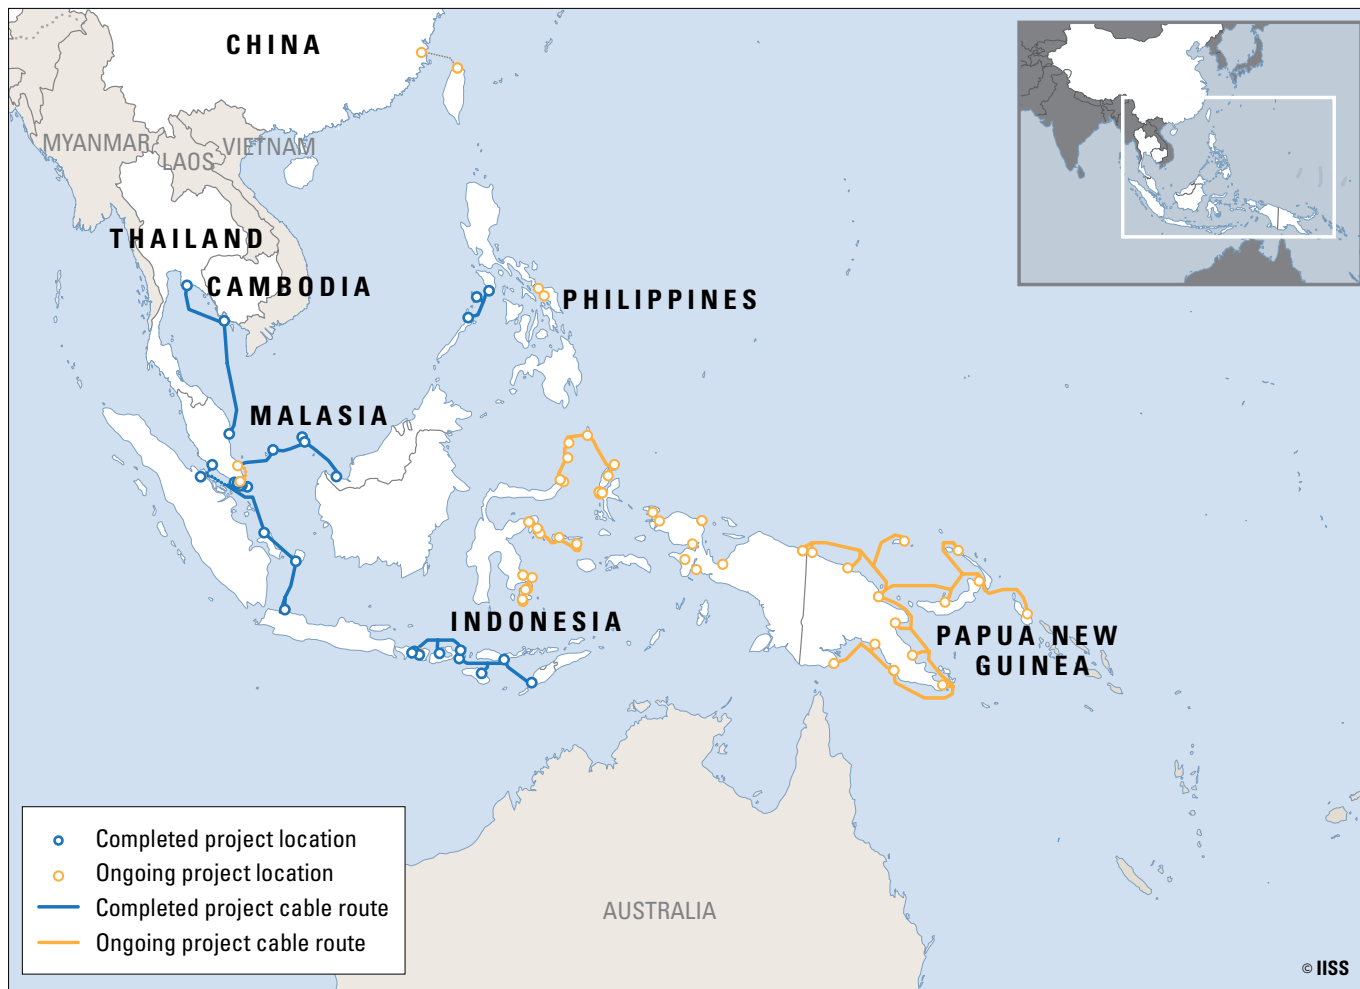 CHINA
MYANMAR
LAOS
VIETNAM
THAILAND
CAMBODIA
PHILIPPINES
MALASIA
INDONESIA
PAPUA NEW
GUINEA
AUSTRALIA
Completed project location
Ongoing project location
Completed project cable route
Ongoing project cable route
© IISS